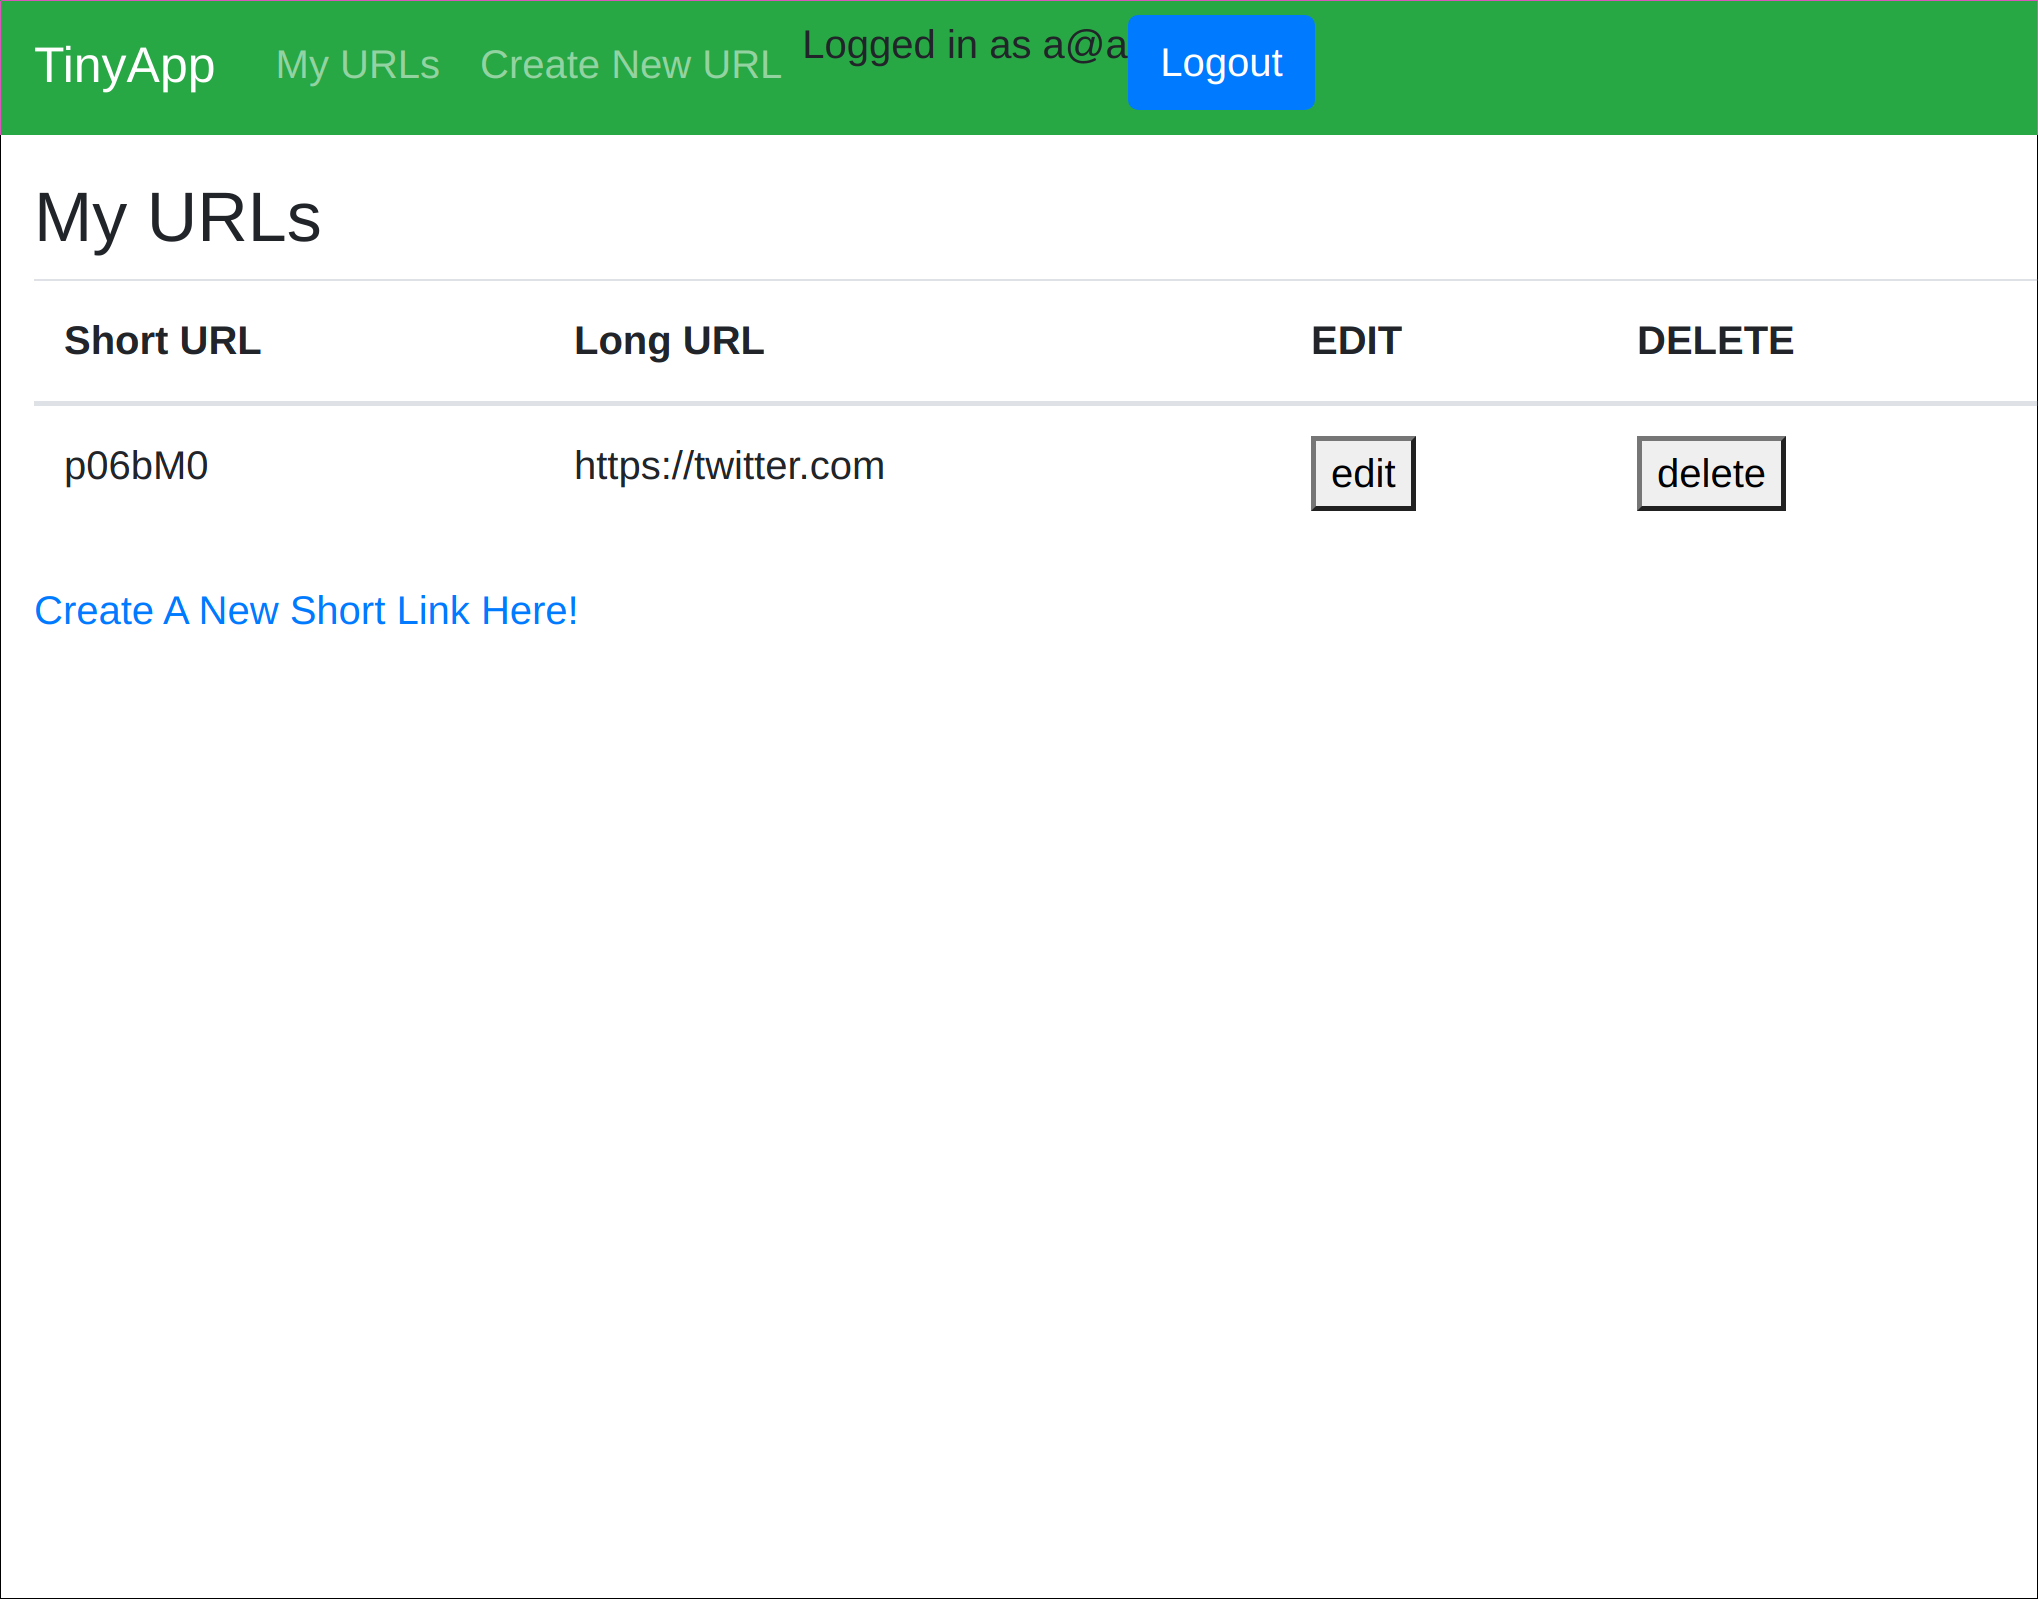 TinyApp My URLs Create New URL Logged in as a@a Logout
My URLs
Short URL Long URL EDIT DELETE
p06bM0 https://twitter.com edit delete
Create A New Short Link Here!